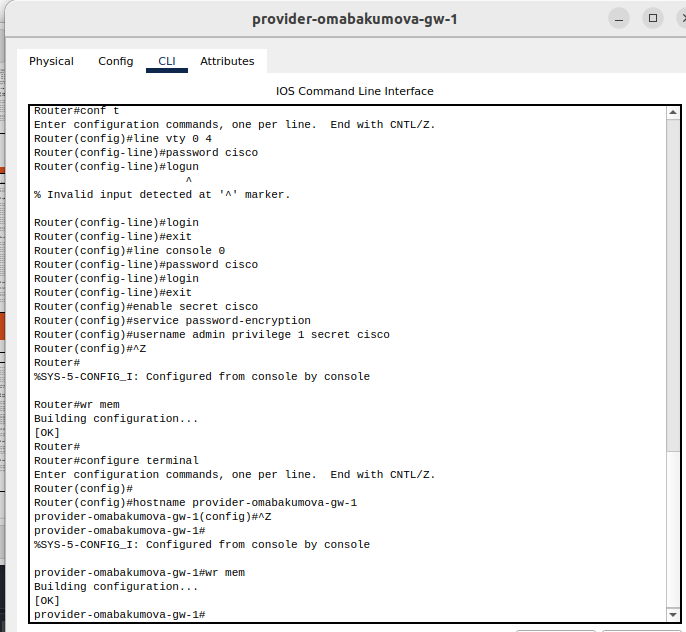 provider-omabakumova-gw-1
Physical Config CLI Attributes
IOS Command Line Interface
Router#conf t
Enter configuration commands, one per line.  End with CNTL/Z.
Router(config)#line vty 0 4
Router(config-line)#password cisco
Router(config-line)#logun
^
% Invalid input detected at '^' marker.
Router(config-line)#login
Router(config-line)#exit
Router(config)#line console 0
Router(config-line)#password cisco
Router(config-line)#login
Router(config-line)#exit
Router(config)#enable secret cisco
Router(config)#service password-encryption
Router(config)#username admin privilege 1 secret cisco
Router(config)#^Z
Router#
%SYS-5-CONFIG_I: Configured from console by console
Router#wr mem
Building configuration...
[OK]
Router#
Router#configure terminal
Enter configuration commands, one per line.  End with CNTL/Z.
Router(config)#
Router(config)#hostname provider-omabakumova-gw-1
provider-omabakumova-gw-1(config)#^Z
provider-omabakumova-gw-1#
%SYS-5-CONFIG_I: Configured from console by console
provider-omabakumova-gw-1#wr mem
Building configuration...
[OK]
provider-omabakumova-gw-1#